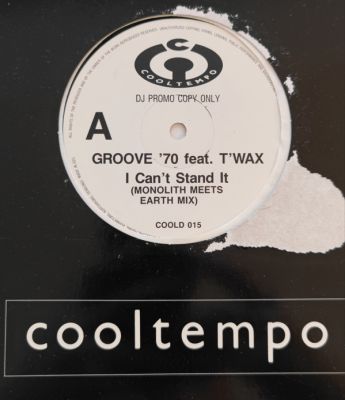 COOLTEMPO
DJ PROMO COPY ONLY
A
GROOVE '70 feat. T'WAX
I Can't Stand It
(MONOLITH MEETS
EARTH MIX)
COOLD 015
cooltempo